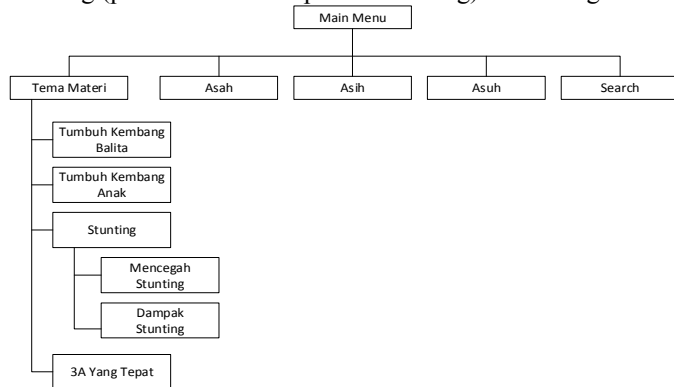 Main Menu
Tema Materi
Asah
Asih
Asuh
Search
Tumbuh Kembang
Balita
Tumbuh Kembang
Anak
Stunting
Mencegah
Stunting
Dampak
Stunting
3A Yang Tepat